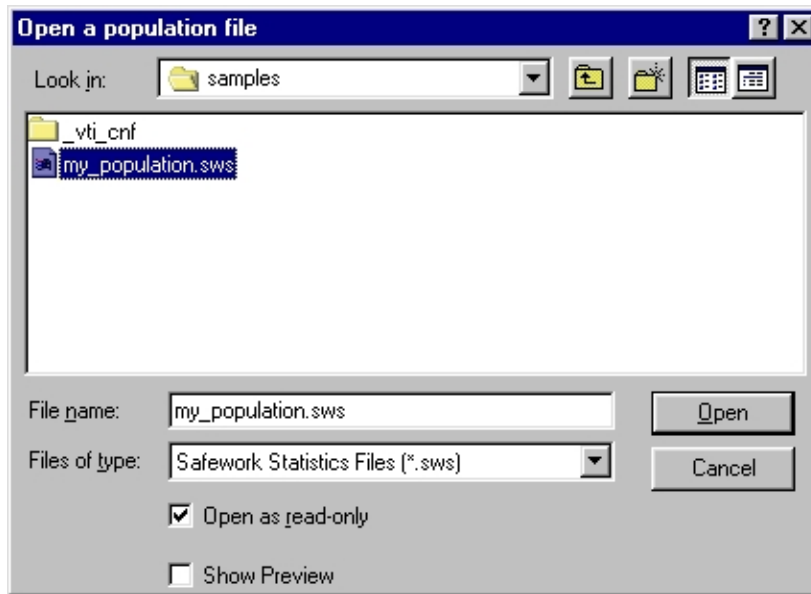 Open a population file
Look in: samples
_vti_cnf
my_population.sws
File name: my_population.sws Open
Files of type: Safework Statistics Files (*.sws) Cancel
Open as read-only
Show Preview